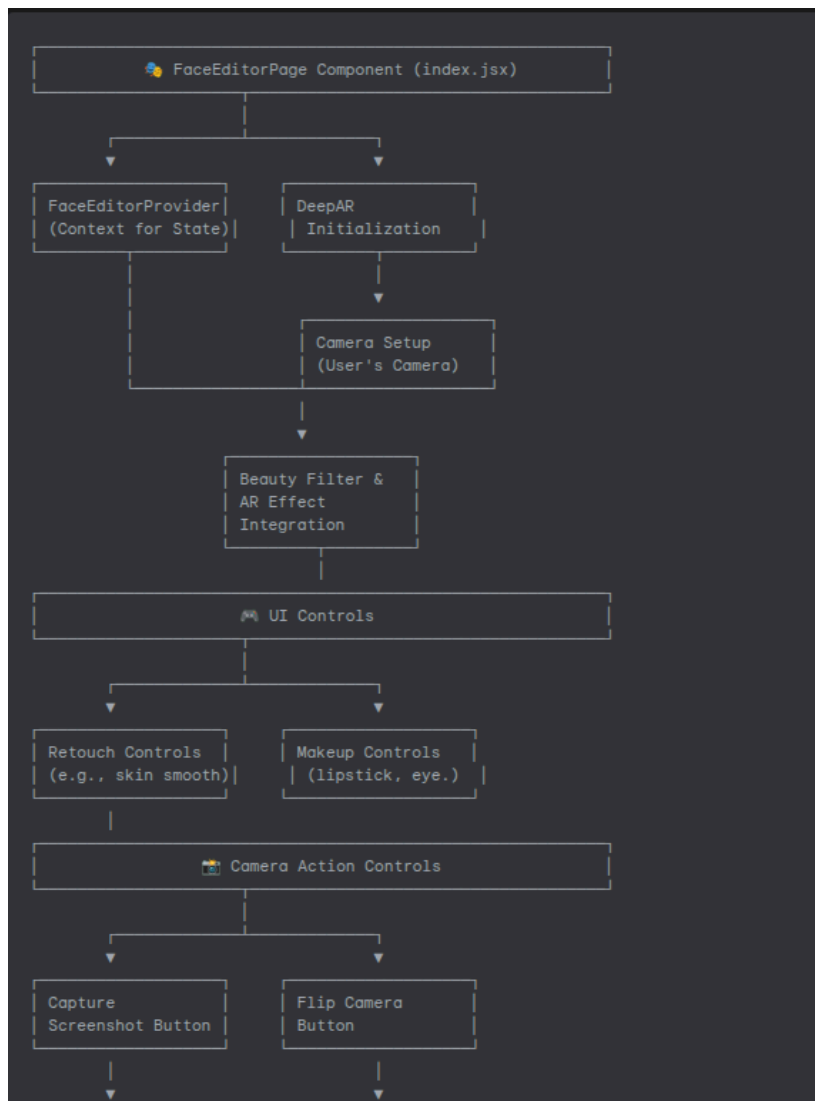 🎭 FaceEditorPage Component (index.jsx)
FaceEditorProvider DeepAR
(Context for State) Initialization
Camera Setup
(User's Camera)
Beauty Filter &
AR Effect
Integration
🎮 UI Controls
Retouch Controls Makeup Controls
(e.g., skin smooth) (lipstick, eye.)
📸 Camera Action Controls
Capture Flip Camera
Screenshot Button Button